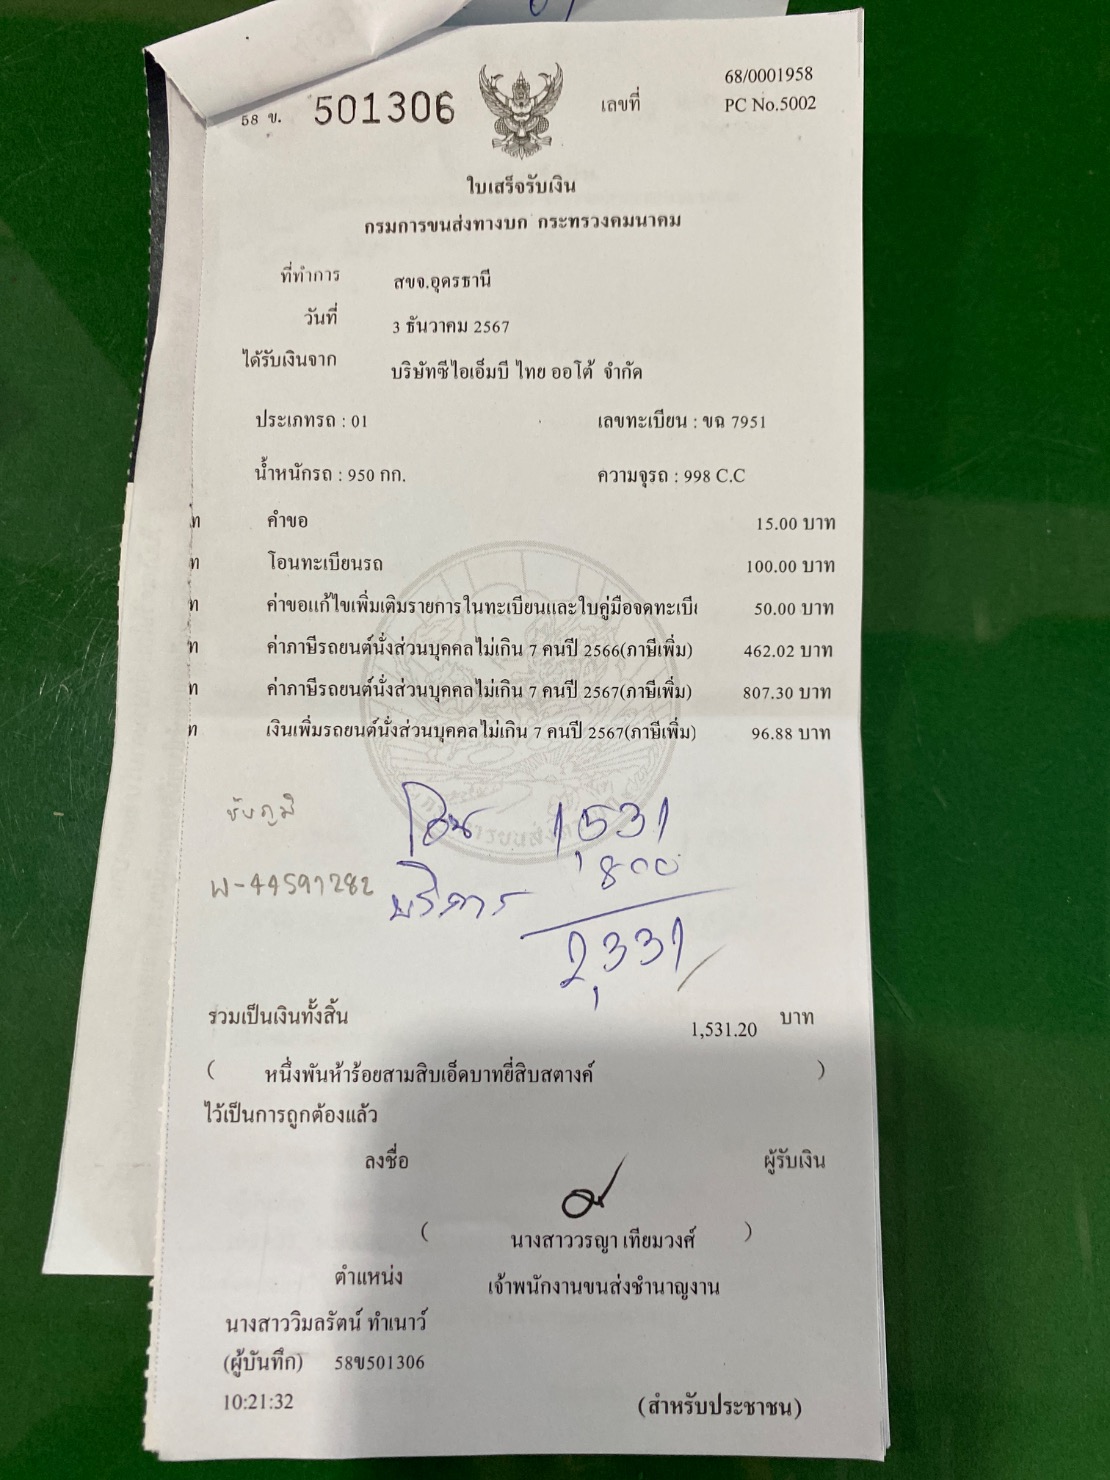 58 ข. 501306
เลขที่ 68/0001958
PC No.5002
ใบเสร็จรับเงิน
กรมการขนส่งทางบก กระทรวงคมนาคม
ที่ทำการ สขจ.อุดรธานี
วันที่ 3 ธันวาคม 2567
ได้รับเงินจาก บริษัทซีไอเอ็มบี ไทย ออโต้ จำกัด
ประเภทรถ : 01 เลขทะเบียน : ขฉ 7951
น้ำหนักรถ : 950 กก. ความจุรถ : 998 C.C
ท คำขอ 15.00 บาท
ท โอนทะเบียนรถ 100.00 บาท
ท ค่าขอแก้ไขเพิ่มเติมรายการในทะเบียนและใบคู่มือจดทะเบี 50.00 บาท
ท ค่าภาษีรถยนต์นั่งส่วนบุคคลไม่เกิน 7 คนปี 2566(ภาษีเพิ่ม) 462.02 บาท
ท ค่าภาษีรถยนต์นั่งส่วนบุคคลไม่เกิน 7 คนปี 2567(ภาษีเพิ่ม) 807.30 บาท
ท เงินเพิ่มรถยนต์นั่งส่วนบุคคลไม่เกิน 7 คนปี 2567(ภาษีเพิ่ม) 96.88 บาท
โอน 1,531
บริการ 800
2,331
รวมเป็นเงินทั้งสิ้น 1,531.20 บาท
( หนึ่งพันห้าร้อยสามสิบเอ็ดบาทยี่สิบสตางค์ )
ไว้เป็นการถูกต้องแล้ว
ลงชื่อ ผู้รับเงิน
( นางสาววรญา เทียมวงศ์ )
ตำแหน่ง เจ้าพนักงานขนส่งชำนาญงาน
นางสาววิมลรัตน์ ทำเนาว์
(ผู้บันทึก) 58ข501306
10:21:32
(สำหรับประชาชน)